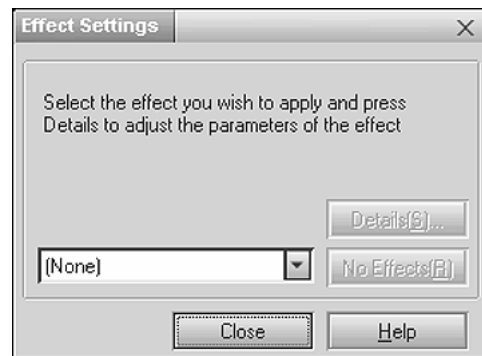 Effect Settings
Select the effect you wish to apply and press
Details to adjust the parameters of the effect
Details(S)...
(None)
No Effects(R)
Close
Help